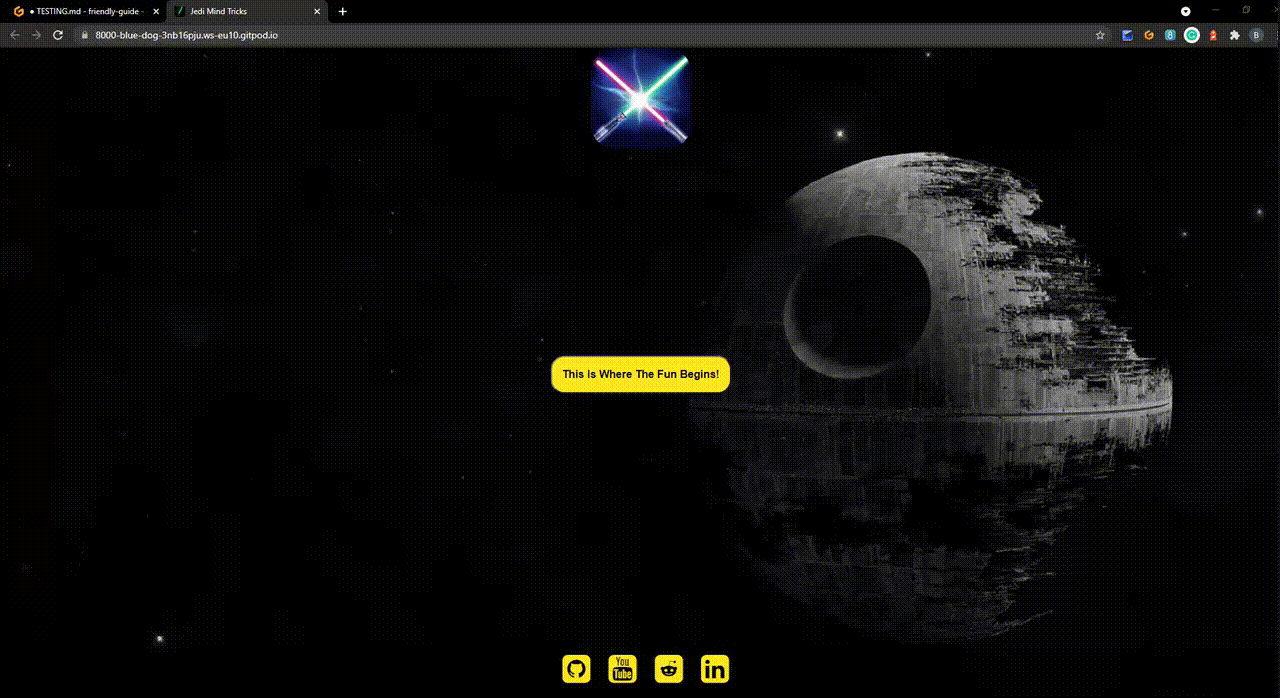 ● TESTING.md - friendly-guide -
Jedi Mind Tricks
8000-blue-dog-3nb16pju.ws-eu10.gitpod.io
8
B
This Is Where The Fun Begins!
You
Tube
in